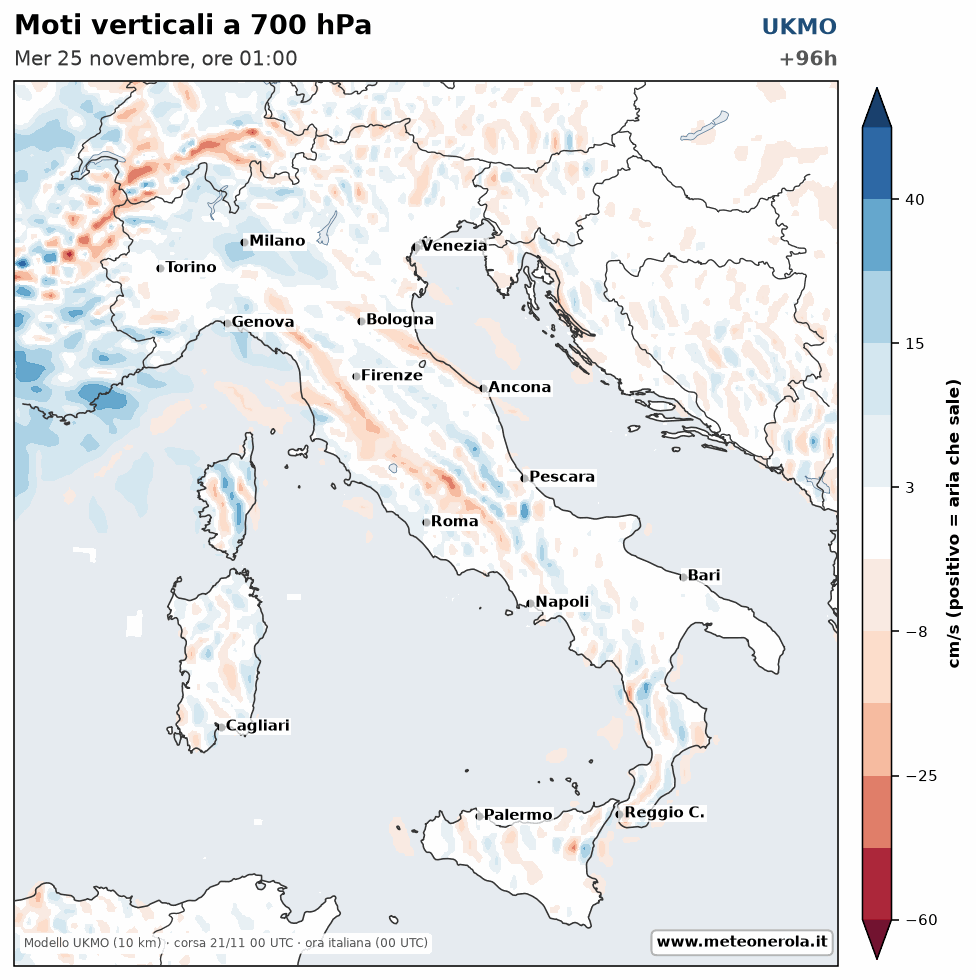 Moti verticali a 700 hPa
UKMO
Mer 25 novembre, ore 01:00
+96h
Milano
Venezia
Torino
Genova
Bologna
Firenze
Ancona
Pescara
Roma
Bari
Napoli
Cagliari
Palermo
Reggio C.
40
15
3
−8
−25
−60
cm/s (positivo = aria che sale)
Modello UKMO (10 km) · corsa 21/11 00 UTC · ora italiana (00 UTC)
www.meteonerola.it